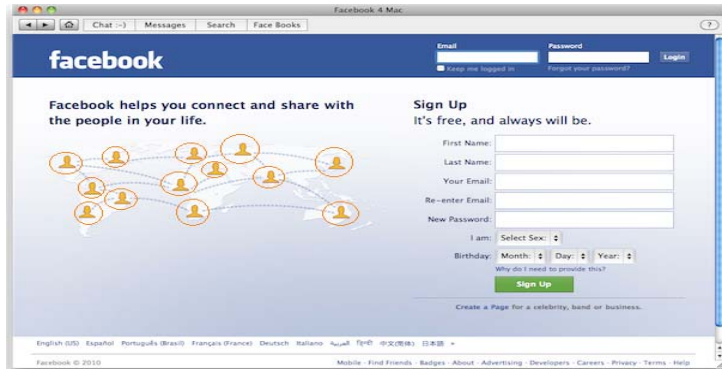 Facebook 4 Mac
Chat :-) Messages Search Face Books ?
Email Password
facebook Login
Keep me logged in Forgot your password?
Facebook helps you connect and share with
the people in your life.
Sign Up
It's free, and always will be.
First Name:
Last Name:
Your Email:
Re-enter Email:
New Password:
I am: Select Sex:
Birthday: Month: Day: Year:
Why do I need to provide this?
Sign Up
Create a Page for a celebrity, band or business.
English (US) Español Português (Brasil) Français (France) Deutsch Italiano العربية हिन्दी 中文(简体) 日本語 »
Facebook © 2010 Mobile · Find Friends · Badges · About · Advertising · Developers · Careers · Privacy · Terms · Help